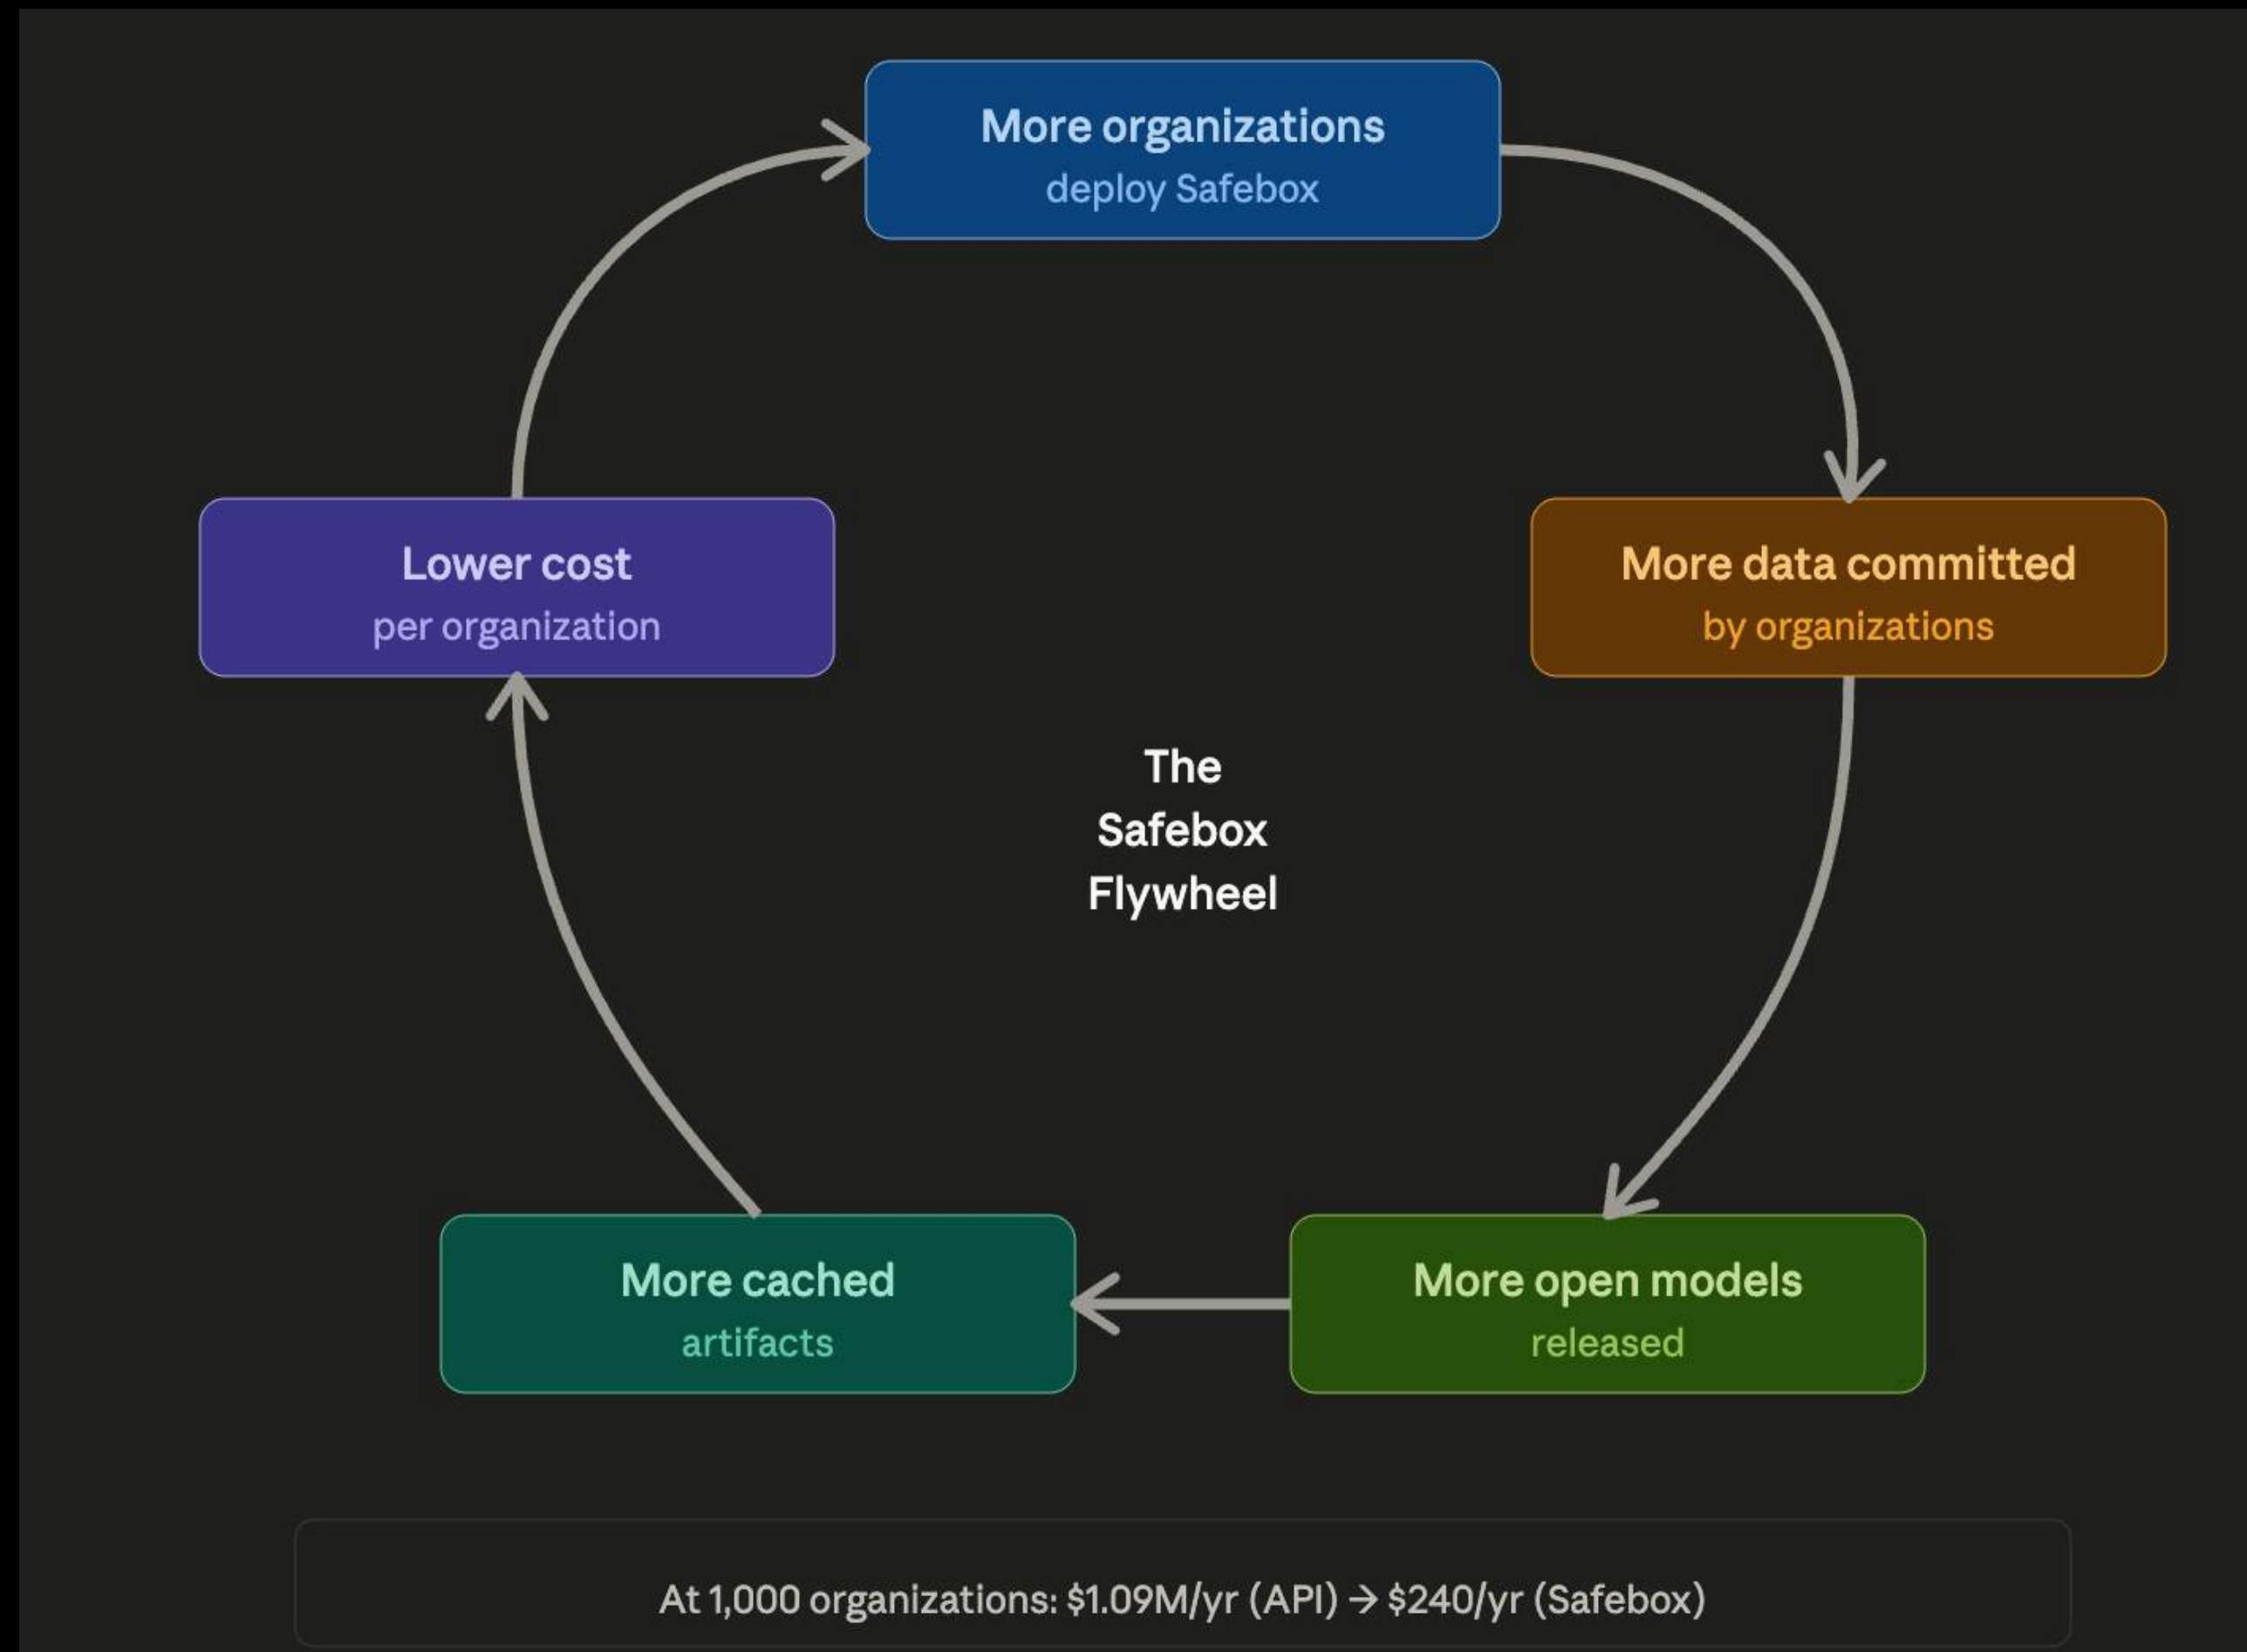 More organizations
deploy Safebox
Lower cost
per organization
More data committed
by organizations
The
Safebox
Flywheel
More cached
artifacts
More open models
released
At 1,000 organizations: $1.09M/yr (API) → $240/yr (Safebox)